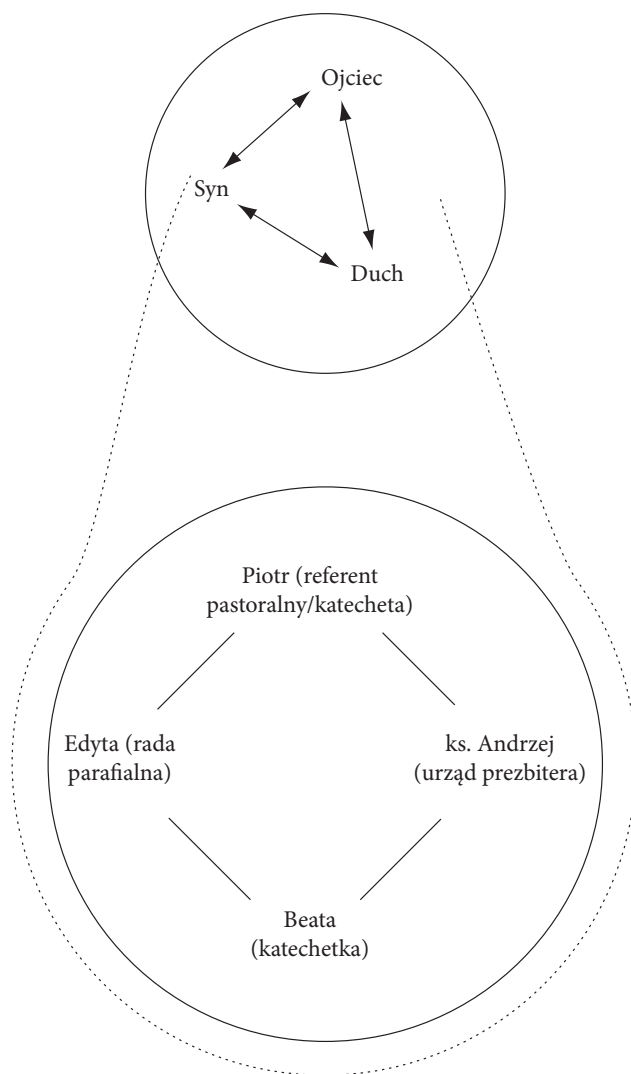 Ojciec
Syn
Duch
Piotr (referent
pastoralny/katecheta)
Edyta (rada
parafialna)
ks. Andrzej
(urząd prezbitera)
Beata
(katechetka)